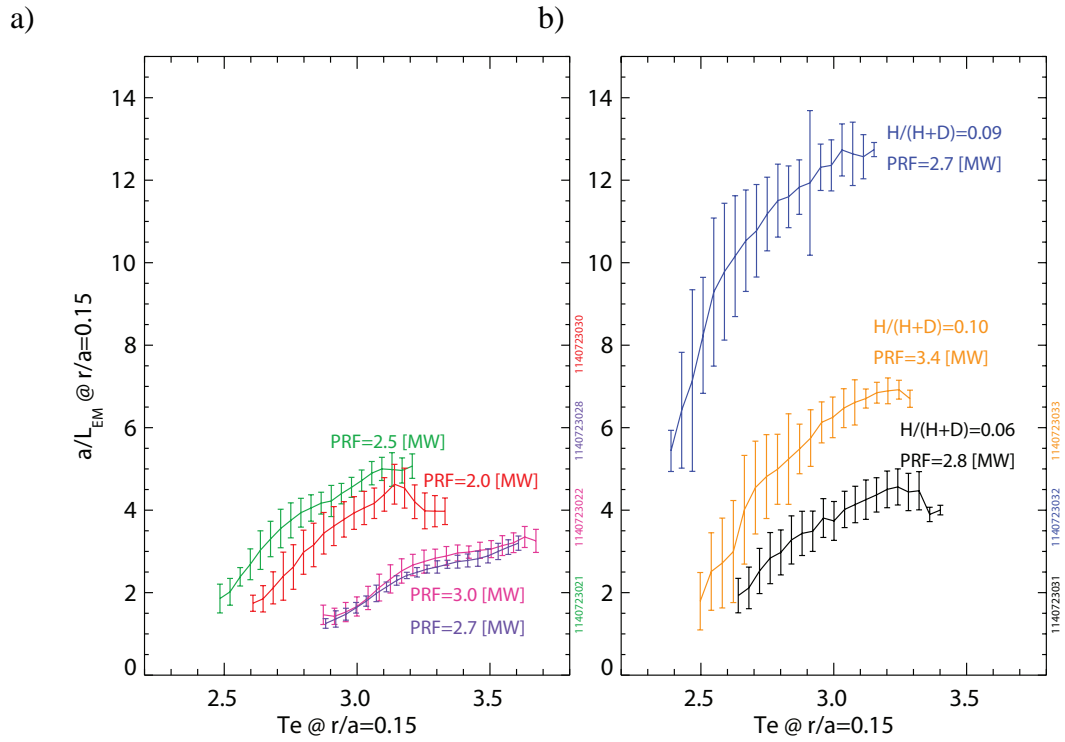 a)
b)
14
12
10
8
6
4
2
0
a/L_EM @ r/a=0.15
PRF=2.5 [MW]
PRF=2.0 [MW]
PRF=3.0 [MW]
PRF=2.7 [MW]
2.5 3.0 3.5
Te @ r/a=0.15
1140723030
1140723028
1140723022
1140723021
14
12
10
8
6
4
2
0
H/(H+D)=0.09
PRF=2.7 [MW]
H/(H+D)=0.10
PRF=3.4 [MW]
H/(H+D)=0.06
PRF=2.8 [MW]
2.5 3.0 3.5
Te @ r/a=0.15
1140723033
1140723032
1140723031